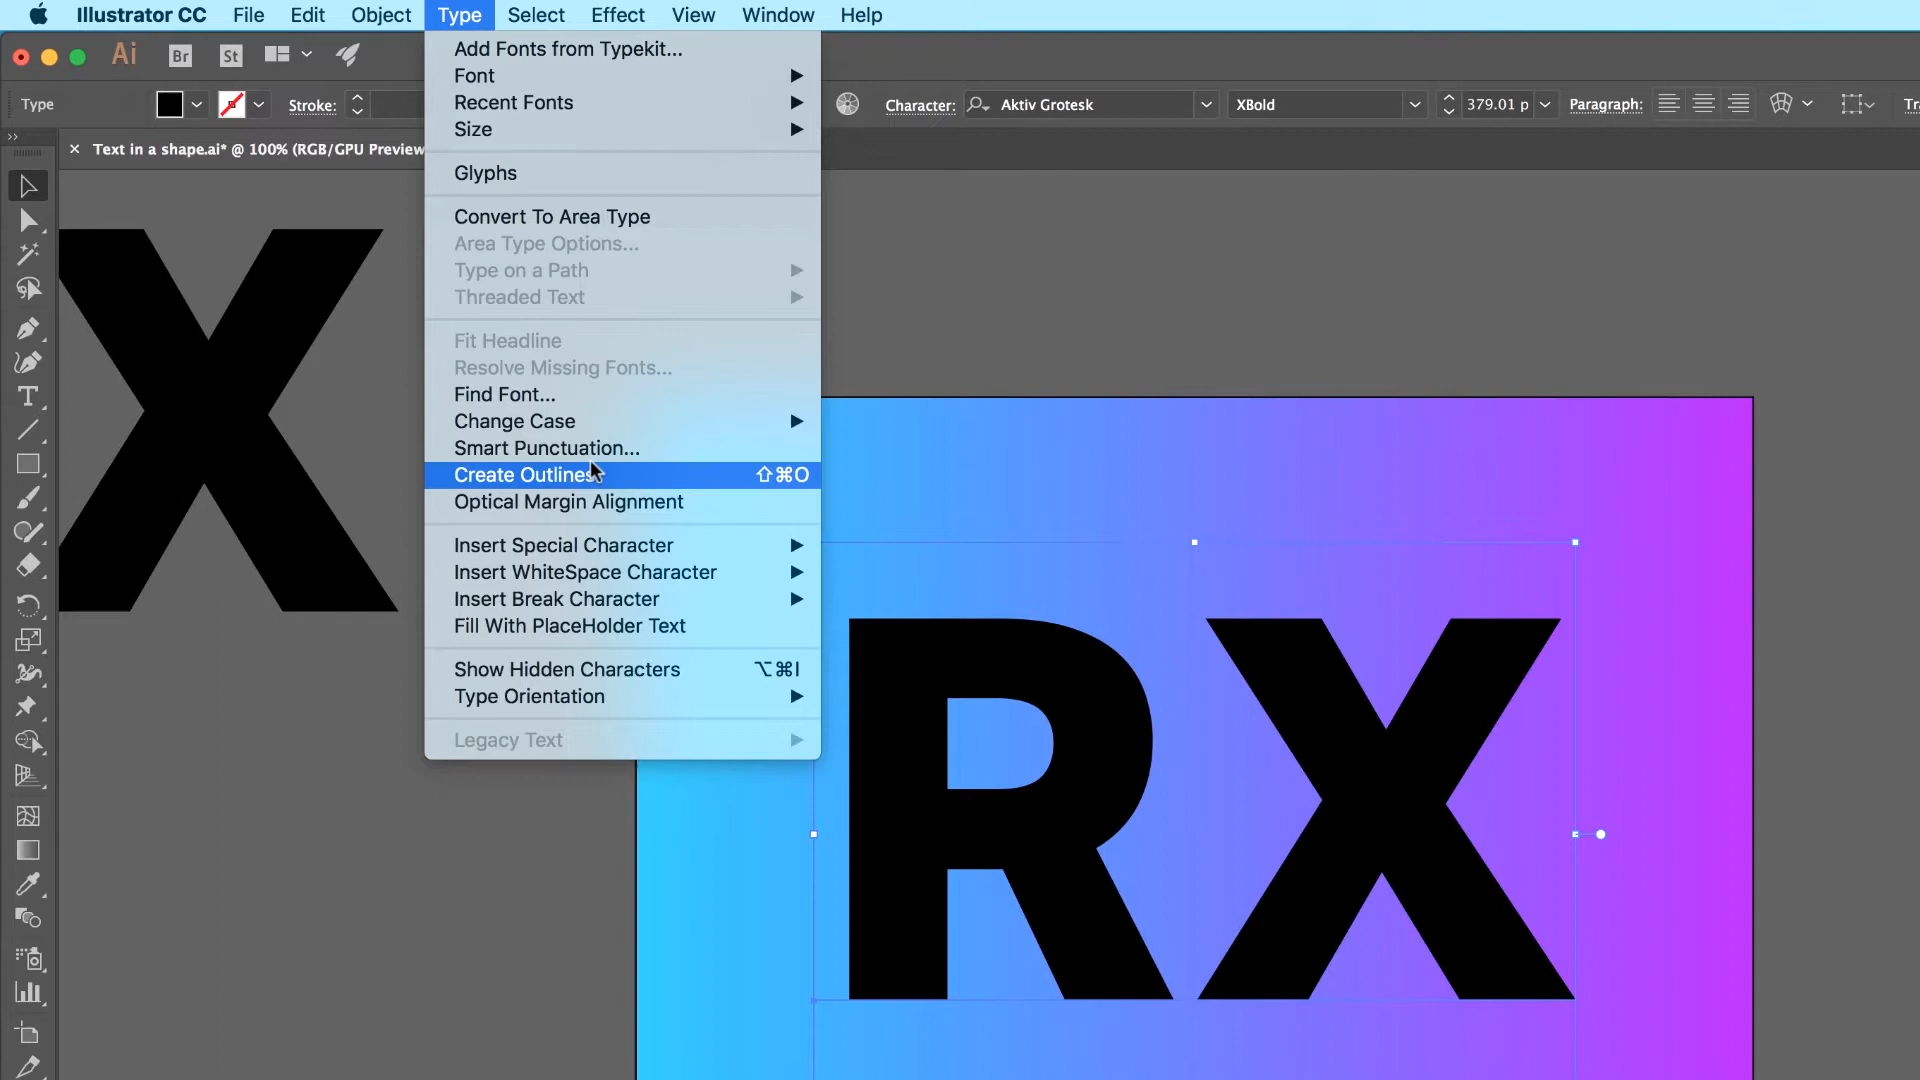 Illustrator CC File Edit Object Type Select Effect View Window Help
Ai Br St
Type Stroke: Character: Aktiv Grotesk XBold 379.01 p Paragraph: Tr
× Text in a shape.ai* @ 100% (RGB/GPU Preview
Add Fonts from Typekit...
Font
Recent Fonts
Size
Glyphs
Convert To Area Type
Area Type Options...
Type on a Path
Threaded Text
Fit Headline
Resolve Missing Fonts...
Find Font...
Change Case
Smart Punctuation...
Create Outlines ⇧⌘O
Optical Margin Alignment
Insert Special Character
Insert WhiteSpace Character
Insert Break Character
Fill With PlaceHolder Text
Show Hidden Characters ⌥⌘I
Type Orientation
Legacy Text
X
RX